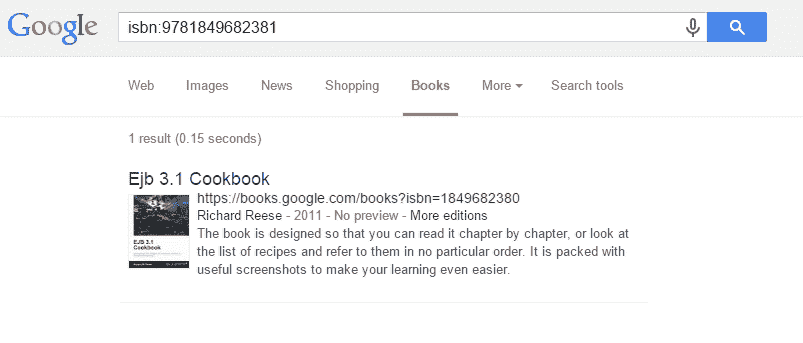 Google
isbn:9781849682381
Web Images News Shopping Books More Search tools
1 result (0.15 seconds)
Ejb 3.1 Cookbook
https://books.google.com/books?isbn=1849682380
Richard Reese - 2011 - No preview - More editions
The book is designed so that you can read it chapter by chapter, or look at
the list of recipes and refer to them in no particular order. It is packed with
useful screenshots to make your learning even easier.
EJB 3.1
Cookbook